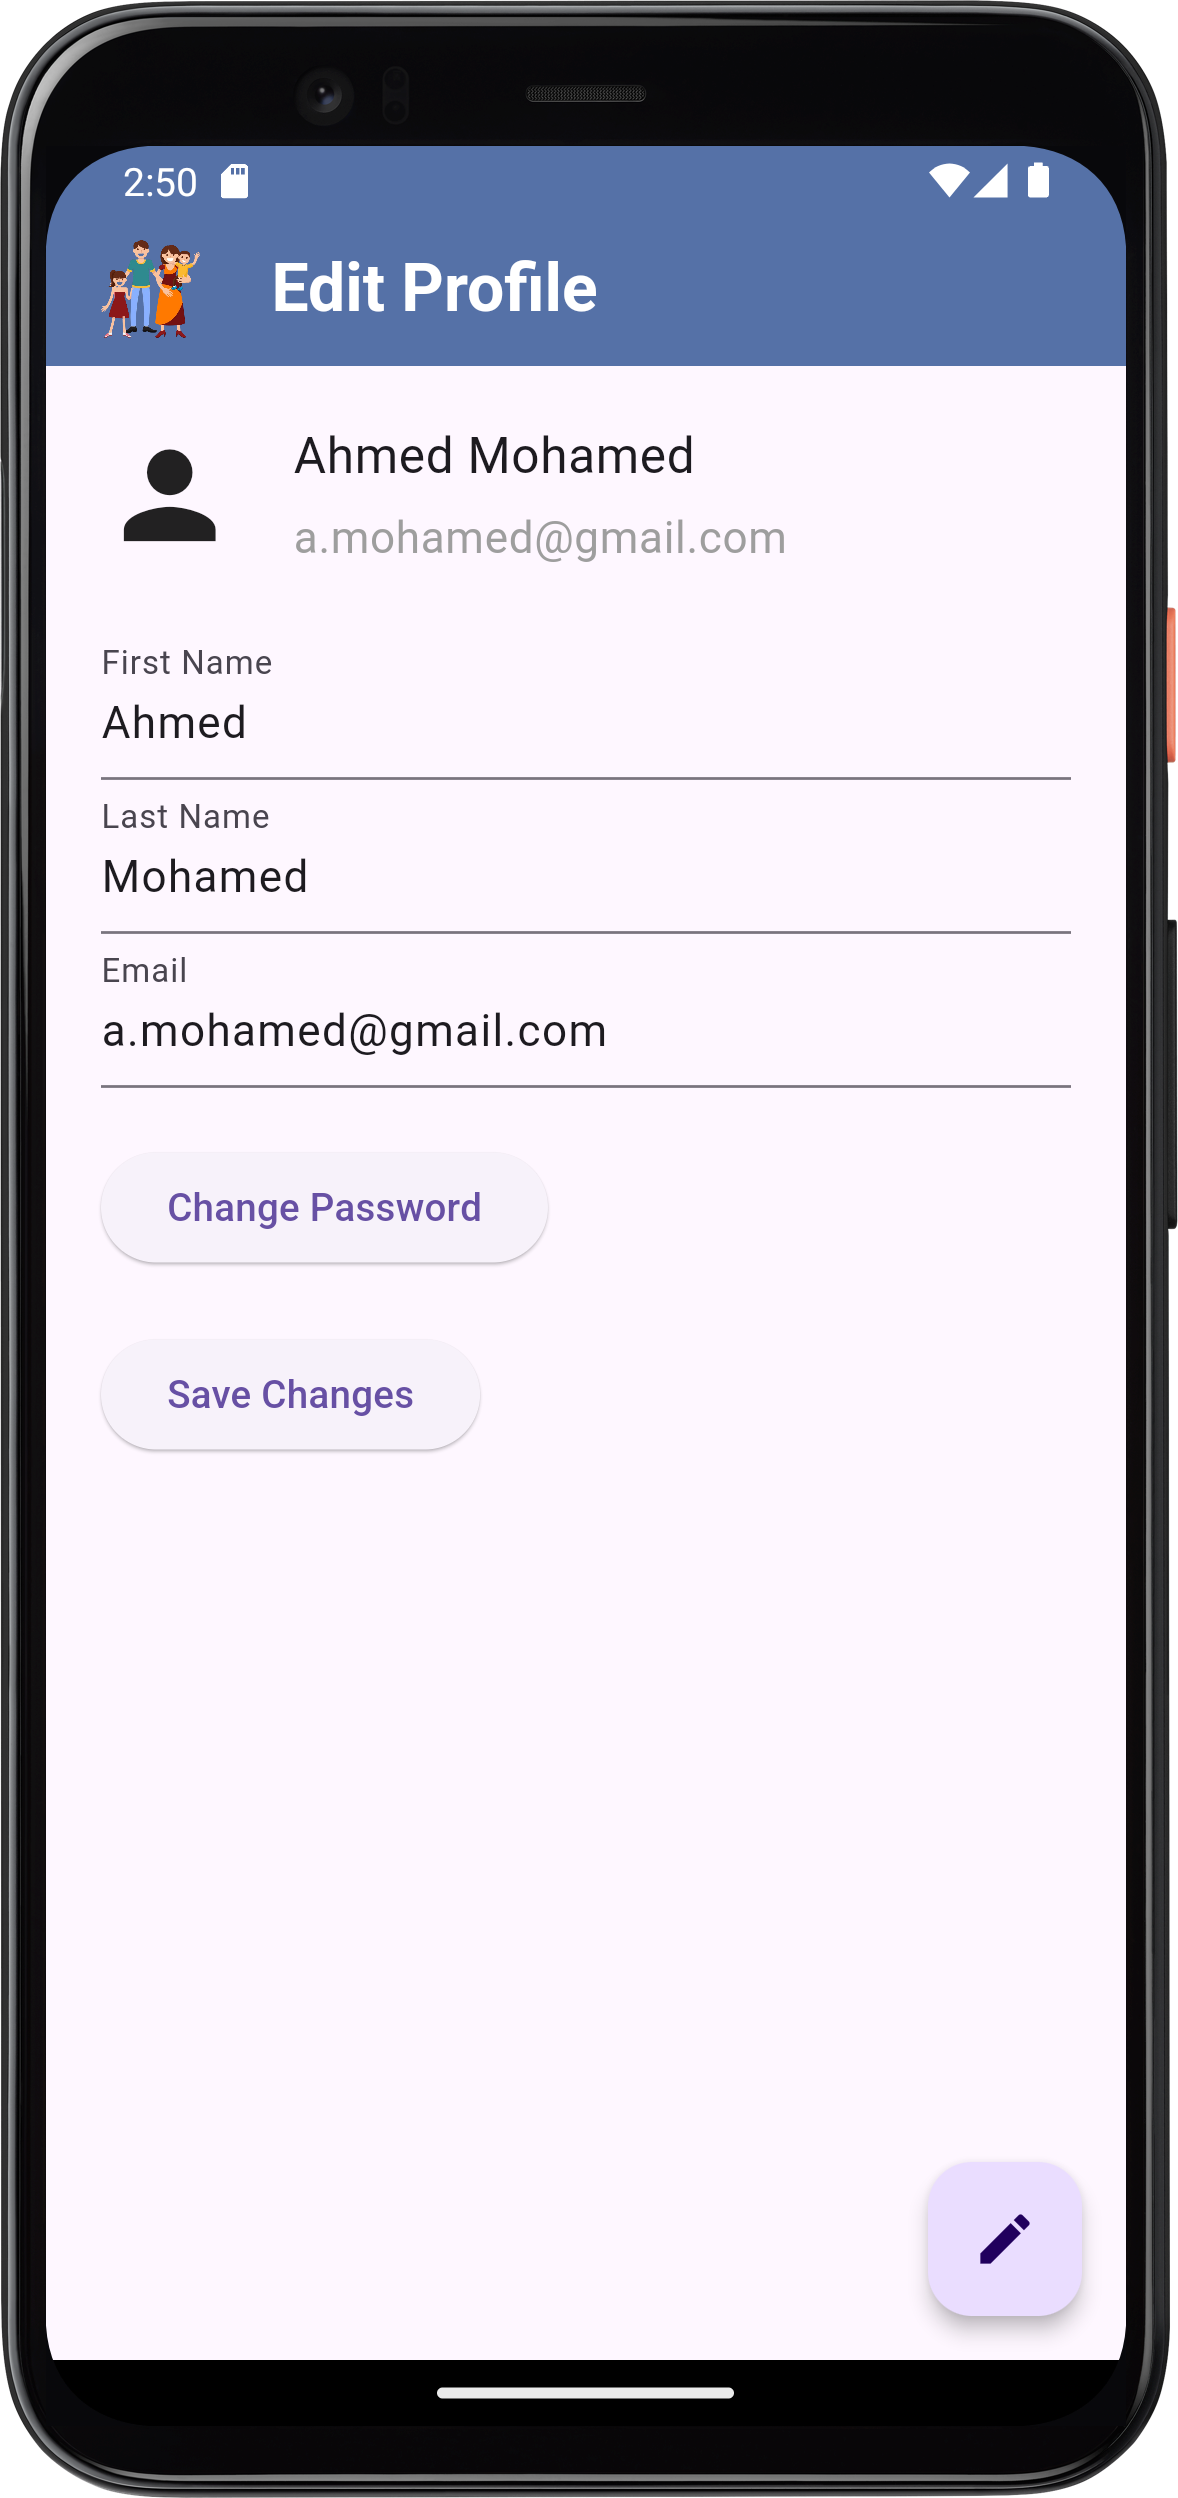 2:50
Edit Profile
Ahmed Mohamed
a.mohamed@gmail.com
First Name
Ahmed
Last Name
Mohamed
Email
a.mohamed@gmail.com
Change Password
Save Changes